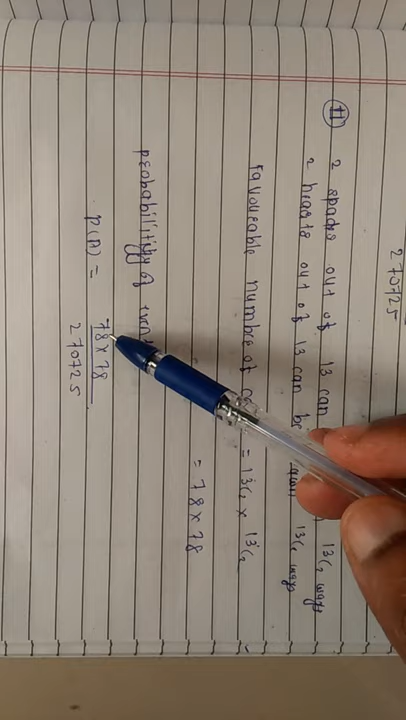 270725
II 2 spades out of 13 can 13C2 ways
2 hearts out of 13 can be 13C2 ways
Favourable number of = 13C2 × 13C2
= 78 × 78
probability of
P(A) = 78×78
270725